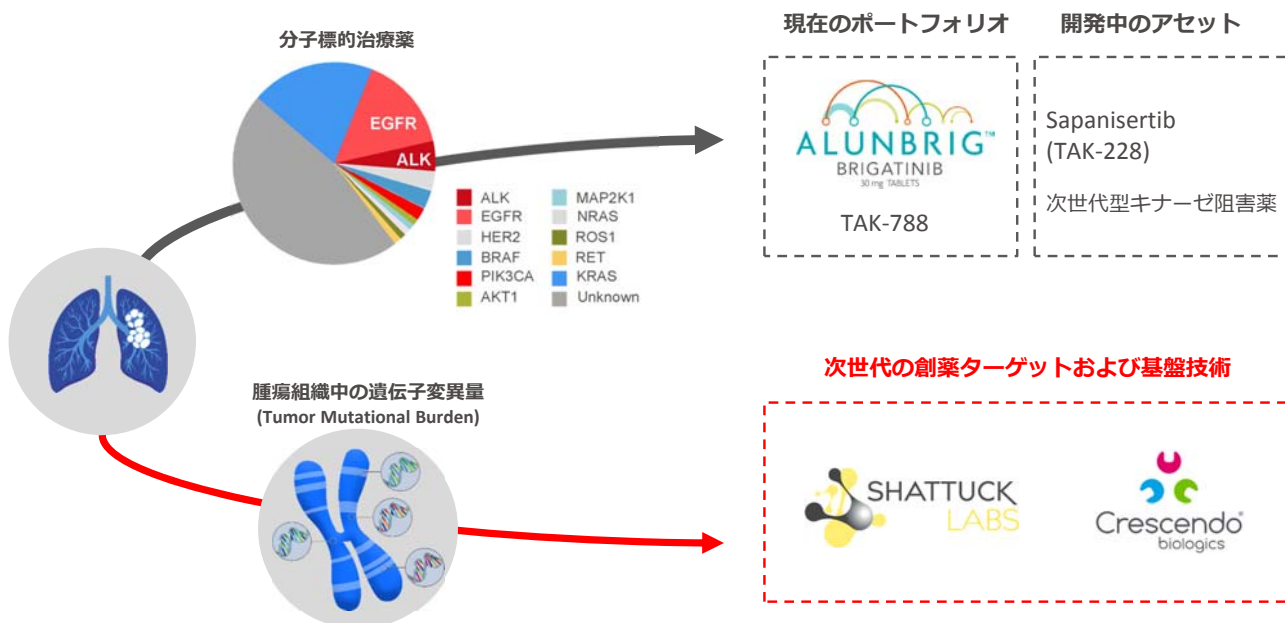 分子標的治療薬
EGFR
ALK
ALK
EGFR
HER2
BRAF
PIK3CA
AKT1
MAP2K1
NRAS
ROS1
RET
KRAS
Unknown
現在のポートフォリオ
ALUNBRIG™
BRIGATINIB
30 mg TABLETS
TAK-788
開発中のアセット
Sapanisertib
(TAK-228)
次世代型キナーゼ阻害薬
腫瘍組織中の遺伝子変異量
(Tumor Mutational Burden)
次世代の創薬ターゲットおよび基盤技術
SHATTUCK
LABS
Crescendo®
biologics